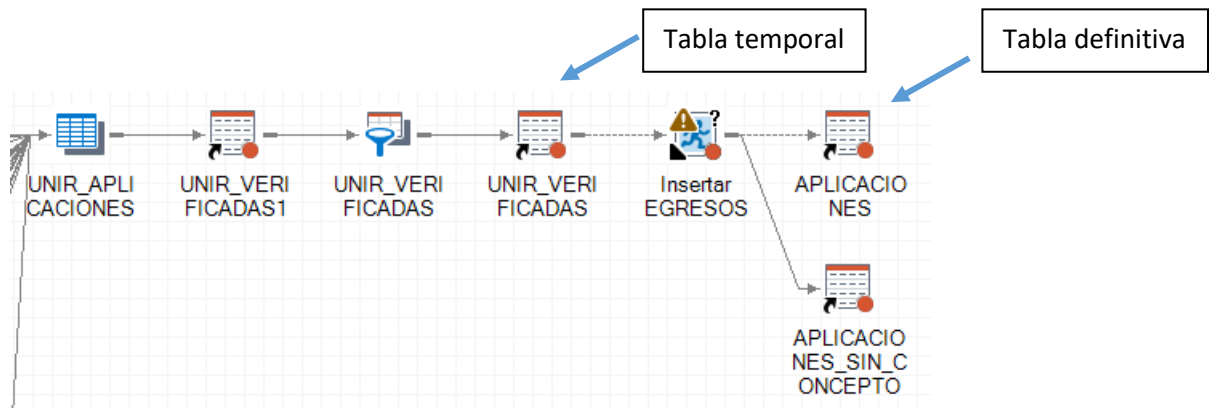 Tabla temporal
Tabla definitiva
?
UNIR_APLI
CACIONES
UNIR_VERI
FICADAS1
UNIR_VERI
FICADAS
UNIR_VERI
FICADAS
Insertar
EGRESOS
APLICACIO
NES
APLICACIO
NES_SIN_C
ONCEPTO